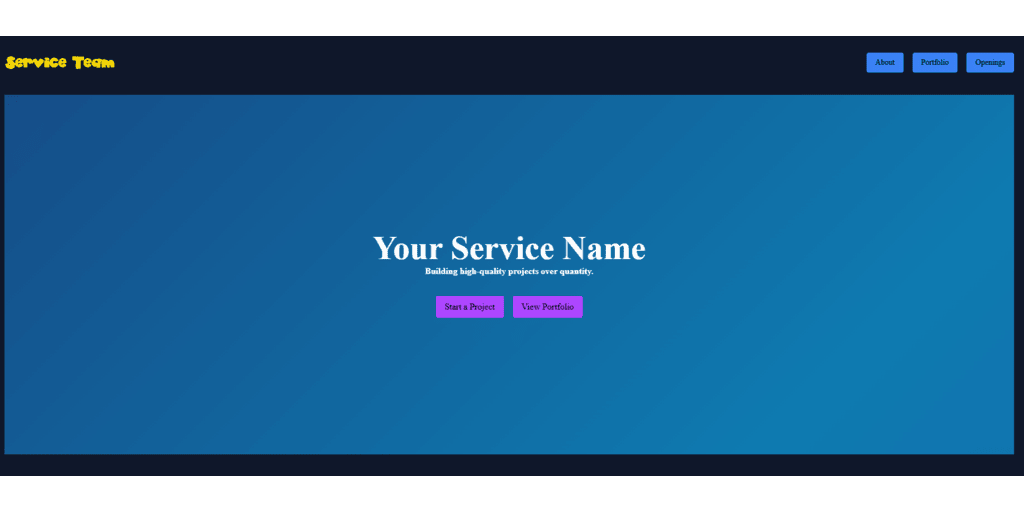 Service Team
About
Portfolio
Openings
Your Service Name
Building high-quality projects over quantity.
Start a Project
View Portfolio